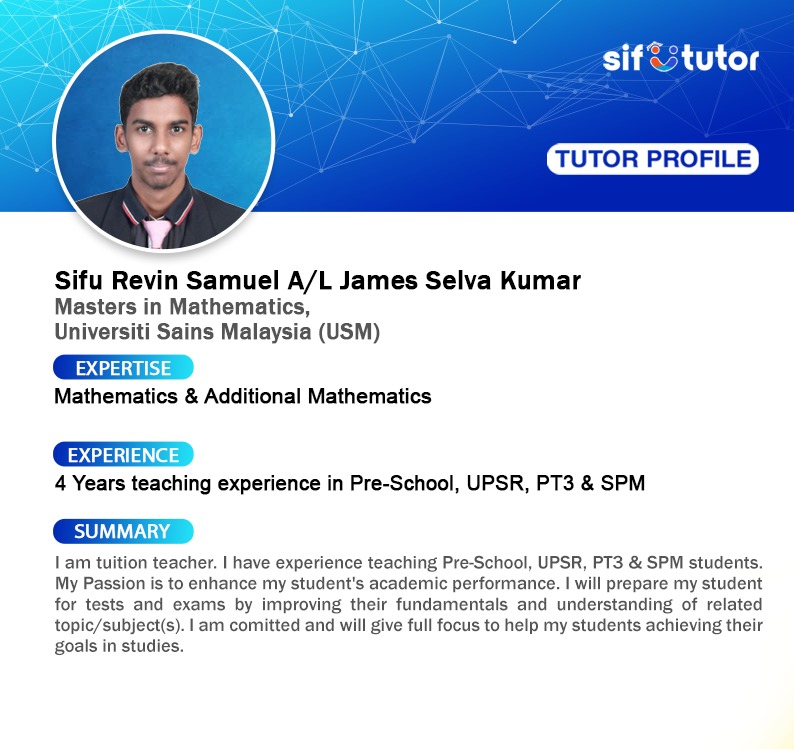 sifututor
TUTOR PROFILE
Sifu Revin Samuel A/L James Selva Kumar
Masters in Mathematics,
Universiti Sains Malaysia (USM)
EXPERTISE
Mathematics & Additional Mathematics
EXPERIENCE
4 Years teaching experience in Pre-School, UPSR, PT3 & SPM
SUMMARY
I am tuition teacher. I have experience teaching Pre-School, UPSR, PT3 & SPM students.
My Passion is to enhance my student's academic performance. I will prepare my student
for tests and exams by improving their fundamentals and understanding of related
topic/subject(s). I am comitted and will give full focus to help my students achieving their
goals in studies.